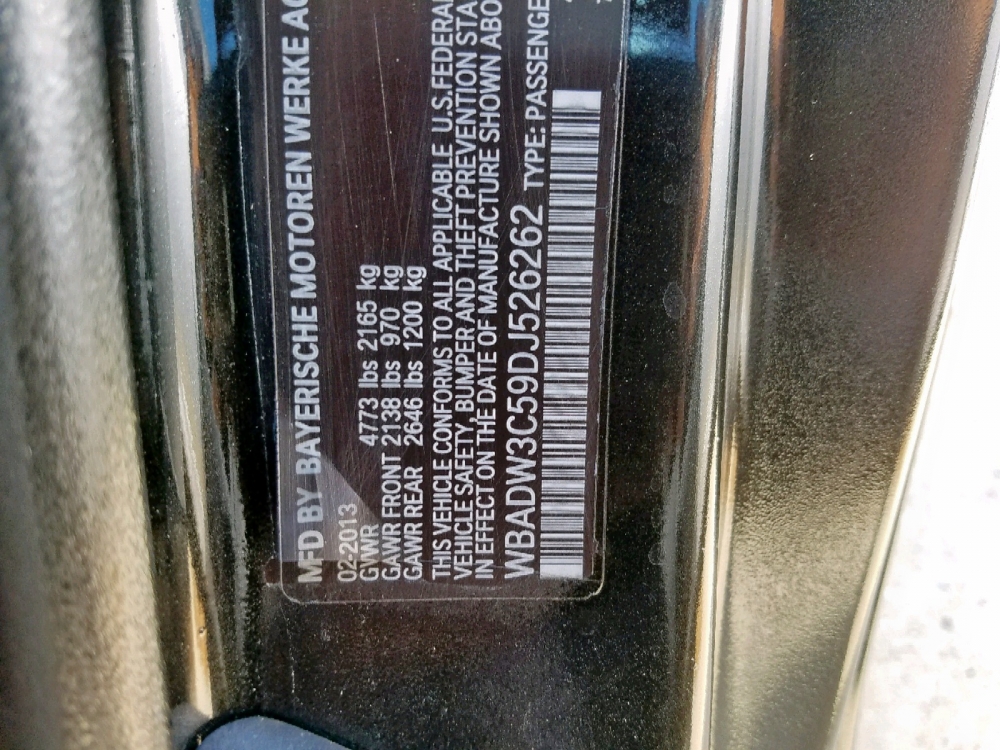 MFD BY BAYERISCHE MOTOREN WERKE AG
02-2013
GVWR 4773 lbs 2165 kg
GAWR FRONT 2138 lbs 970 kg
GAWR REAR 2646 lbs 1200 kg
THIS VEHICLE CONFORMS TO ALL APPLICABLE U.S.FEDERAL
VEHICLE SAFETY, BUMPER AND THEFT PREVENTION STA
IN EFFECT ON THE DATE OF MANUFACTURE SHOWN ABO
WBADW3C59DJ526262 TYPE: PASSENGE